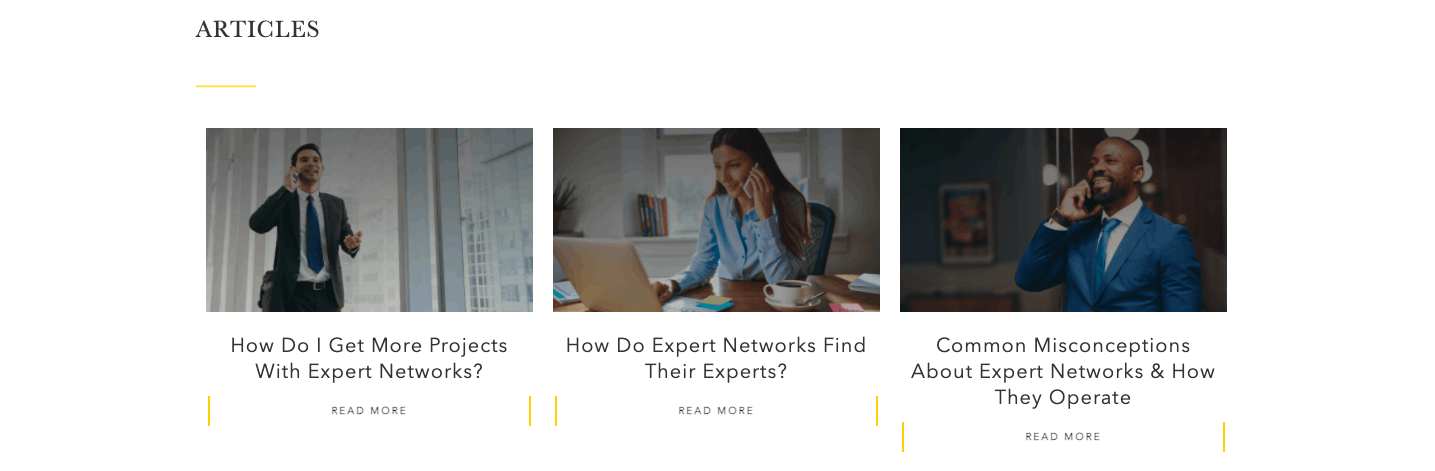 ARTICLES
How Do I Get More Projects
With Expert Networks?
READ MORE
How Do Expert Networks Find
Their Experts?
READ MORE
Common Misconceptions
About Expert Networks & How
They Operate
READ MORE